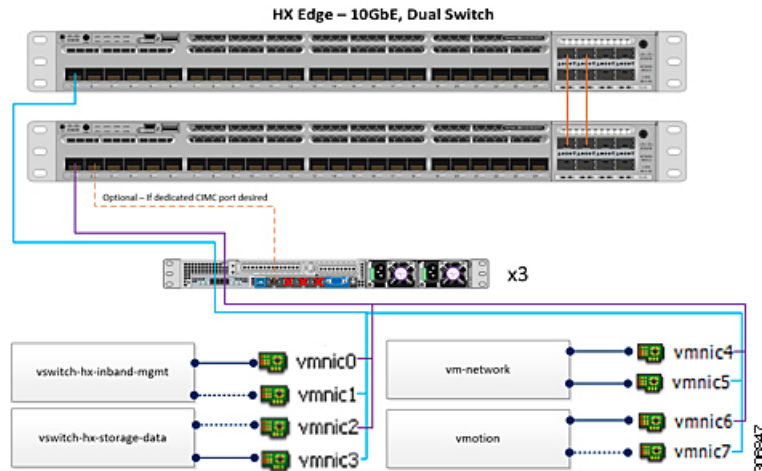 HX Edge – 10GbE, Dual Switch
Optional – If dedicated CIMC port desired
x3
vswitch-hx-inband-mgmt
vmnic0
vmnic1
vswitch-hx-storage-data
vmnic2
vmnic3
vm-network
vmnic4
vmnic5
vmotion
vmnic6
vmnic7
306847